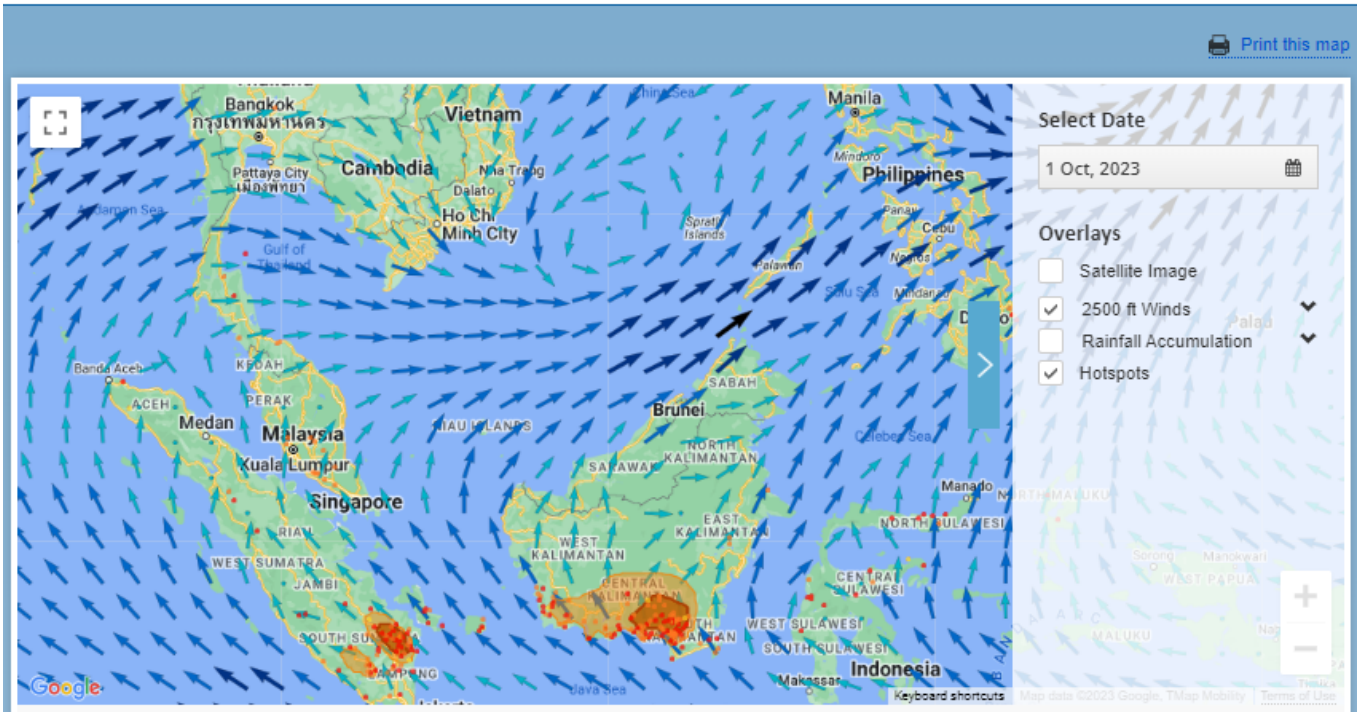 Print this map
Bangkok
กรุงเทพมหานคร
Vietnam
China Sea
Manila
Select Date
1 Oct, 2023
Cambodia
Pattaya City
เมืองพัทยา
Nha Trang
Dalat
Mindoro
Philippines
Andaman Sea
Ho Chi
Minh City
Spratly
Islands
Panay
Cebu
Overlays
Gulf of
Thailand
Palawan
Negros
Satellite Image
Sulu Sea
Mindanao
2500 ft Winds
Palau
Rainfall Accumulation
Banda Aceh
KEDAH
SABAH
Hotspots
ACEH
PERAK
Medan
Malaysia
RIAU ISLANDS
Brunei
Celebes Sea
Kuala Lumpur
SARAWAK
NORTH
KALIMANTAN
Singapore
Manado
NORTH MALUKU
RIAU
EAST
KALIMANTAN
NORTH SULAWESI
WEST
KALIMANTAN
WEST SUMATRA
JAMBI
CENTRAL
KALIMANTAN
CENTRAL
SULAWESI
Sorong
Manokwari
WEST PAPUA
SOUTH SUMATRA
WEST SULAWESI
SOUTH SULAWESI
MALUKU
LAMPUNG
Indonesia
Google
Java Sea
Makassar
Keyboard shortcuts
Map data ©2023 Google, TMap Mobility
Terms of Use